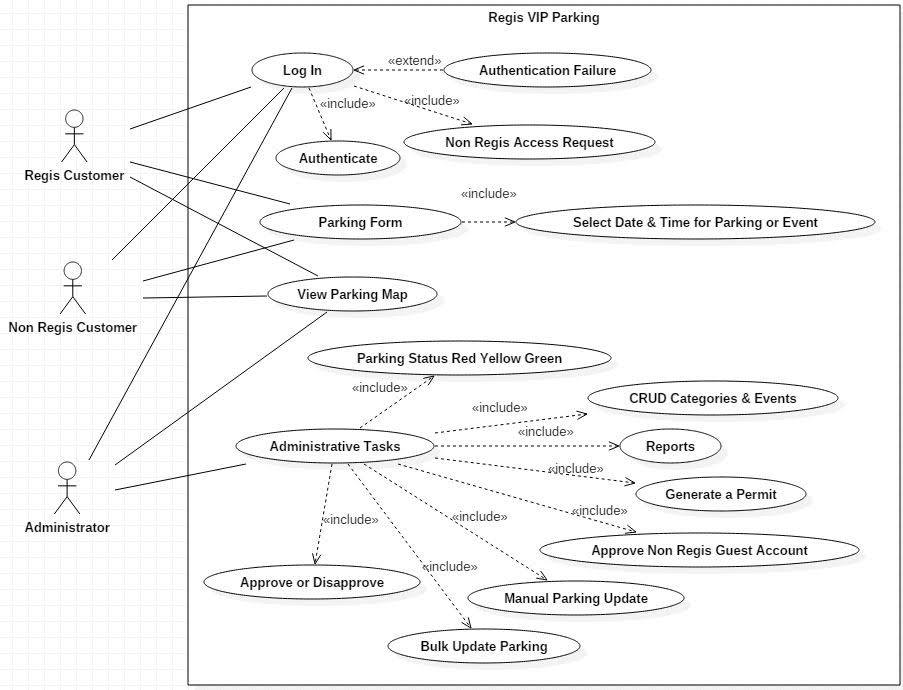 Regis VIP Parking
Log In
«extend»
Authentication Failure
«include»
«include»
Non Regis Access Request
Authenticate
Regis Customer
«include»
Parking Form
Select Date & Time for Parking or Event
View Parking Map
Non Regis Customer
Parking Status Red Yellow Green
«include»
CRUD Categories & Events
«include»
«include»
Administrative Tasks
Reports
«include»
Generate a Permit
«include»
«include»
«include»
Administrator
Approve Non Regis Guest Account
«include»
Approve or Disapprove
Manual Parking Update
Bulk Update Parking